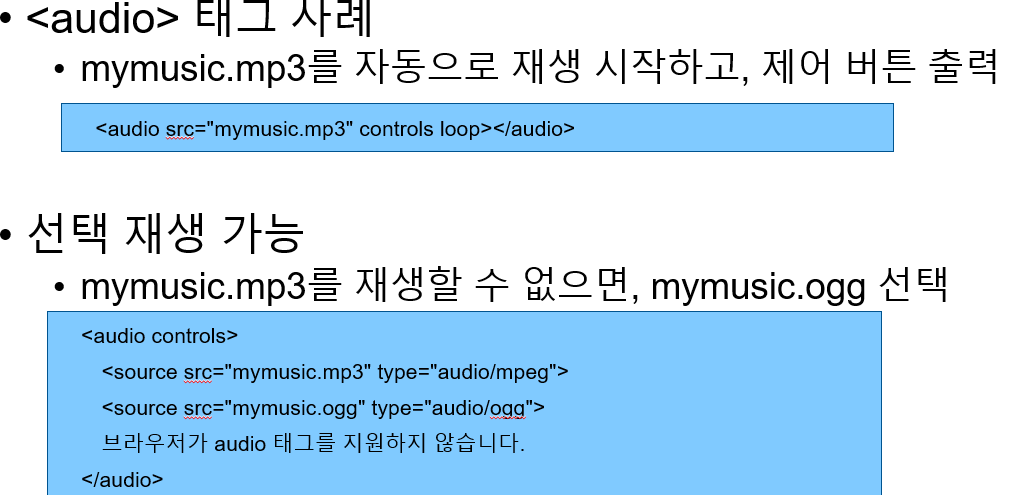 • <audio> 태그 사례
• mymusic.mp3를 자동으로 재생 시작하고, 제어 버튼 출력
<audio src="mymusic.mp3" controls loop></audio>
• 선택 재생 가능
• mymusic.mp3를 재생할 수 없으면, mymusic.ogg 선택
<audio controls>
<source src="mymusic.mp3" type="audio/mpeg">
<source src="mymusic.ogg" type="audio/ogg">
브라우저가 audio 태그를 지원하지 않습니다.
</audio>